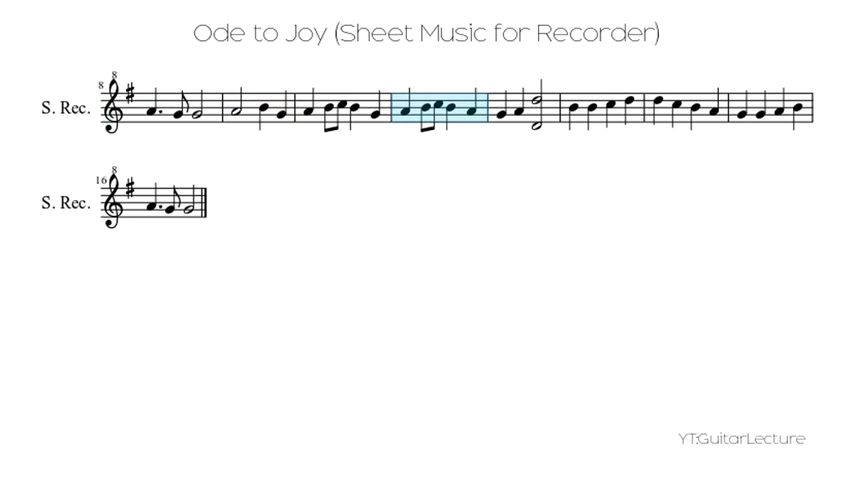 Ode to Joy (Sheet Music for Recorder)
8
8
S. Rec.
8
16
S. Rec.
YT:GuitarLecture